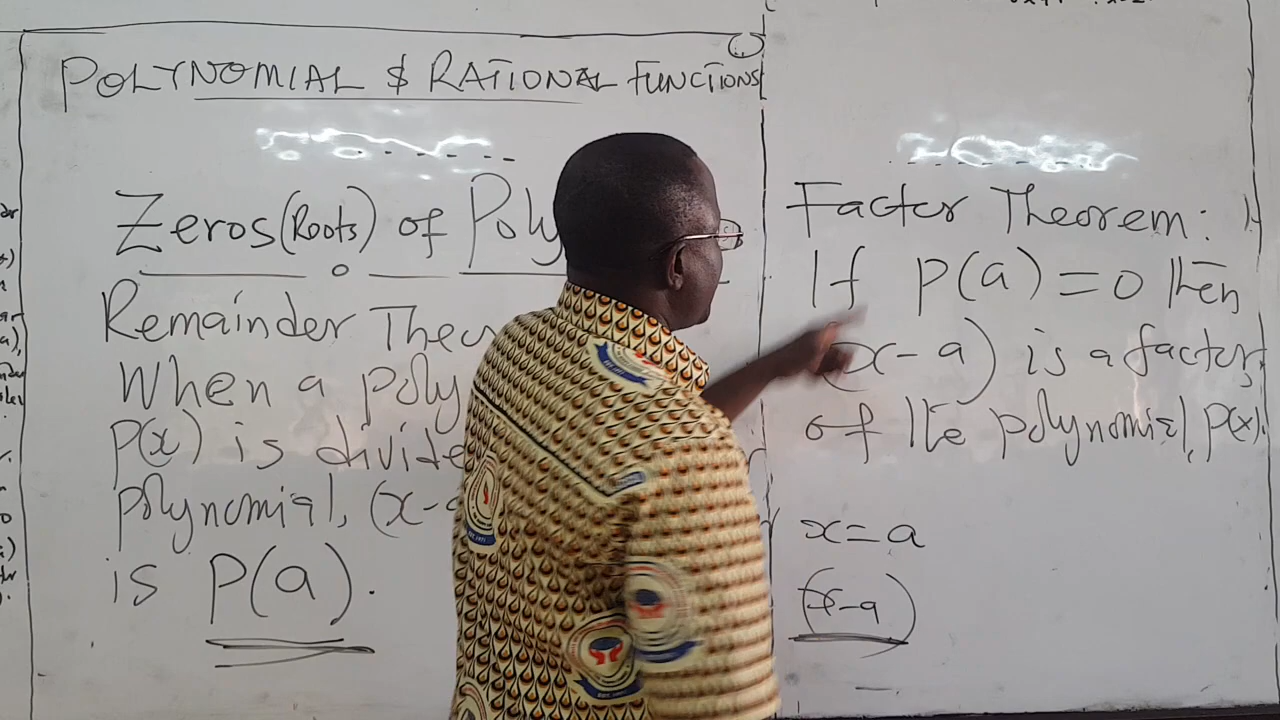 POLYNOMIAL & RATIONAL FUNCTIONS
Zeros (Roots) of Poly
Remainder Theo
When a poly
P(x) is divide
polynomial, (x-
is P(a).
Factor Theorem:
If P(a) = 0 then
(x-a) is a factor
of the polynomial, P(x).
x = a
(x-a)